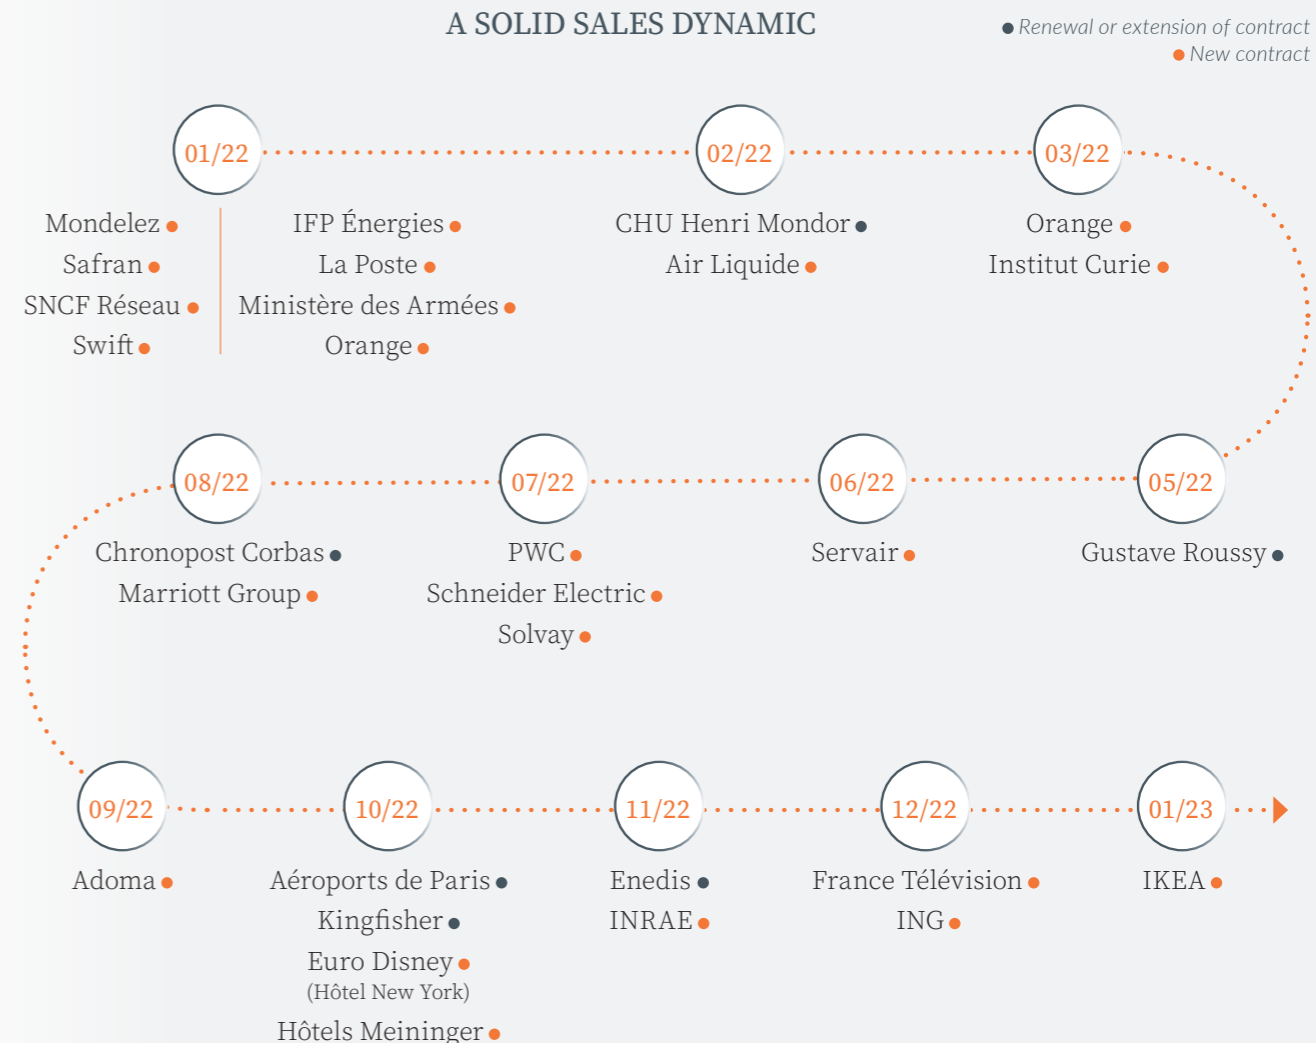 A SOLID SALES DYNAMIC
Renewal or extension of contract
New contract
01/22
Mondelez
Safran
SNCF Réseau
Swift
IFP Énergies
La Poste
Ministère des Armées
Orange
02/22
CHU Henri Mondor
Air Liquide
03/22
Orange
Institut Curie
08/22
Chronopost Corbas
Marriott Group
07/22
PWC
Schneider Electric
Solvay
06/22
Servair
05/22
Gustave Roussy
09/22
Adoma
10/22
Aéroports de Paris
Kingfisher
Euro Disney
(Hôtel New York)
Hôtels Meininger
11/22
Enedis
INRAE
12/22
France Télévision
ING
01/23
IKEA